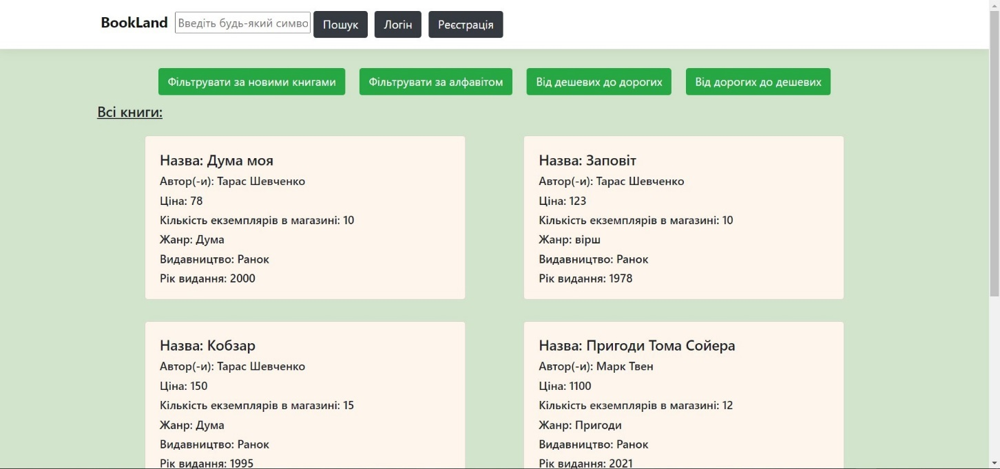 BookLand Введіть будь-який симво Пошук Логін Реєстрація
Фільтрувати за новими книгами Фільтрувати за алфавітом Від дешевих до дорогих Від дорогих до дешевих
Всі книги:
Назва: Дума моя
Автор(-и): Тарас Шевченко
Ціна: 78
Кількість екземплярів в магазині: 10
Жанр: Дума
Видавництво: Ранок
Рік видання: 2000
Назва: Заповіт
Автор(-и): Тарас Шевченко
Ціна: 123
Кількість екземплярів в магазині: 10
Жанр: вірш
Видавництво: Ранок
Рік видання: 1978
Назва: Кобзар
Автор(-и): Тарас Шевченко
Ціна: 150
Кількість екземплярів в магазині: 15
Жанр: Дума
Видавництво: Ранок
Рік видання: 1995
Назва: Пригоди Тома Сойера
Автор(-и): Марк Твен
Ціна: 1100
Кількість екземплярів в магазині: 12
Жанр: Пригоди
Видавництво: Ранок
Рік видання: 2021